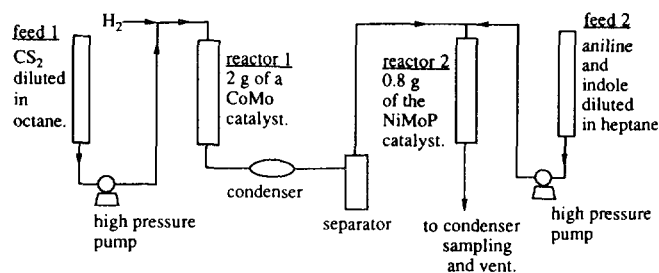 feed 1
CS2
diluted
in
octane.
H2
high pressure
pump
reactor 1
2 g of a
CoMo
catalyst.
condenser
separator
reactor 2
0.8 g
of the
NiMoP
catalyst.
to condenser
sampling
and vent.
feed 2
aniline
and
indole
diluted
in heptane
high pressure
pump